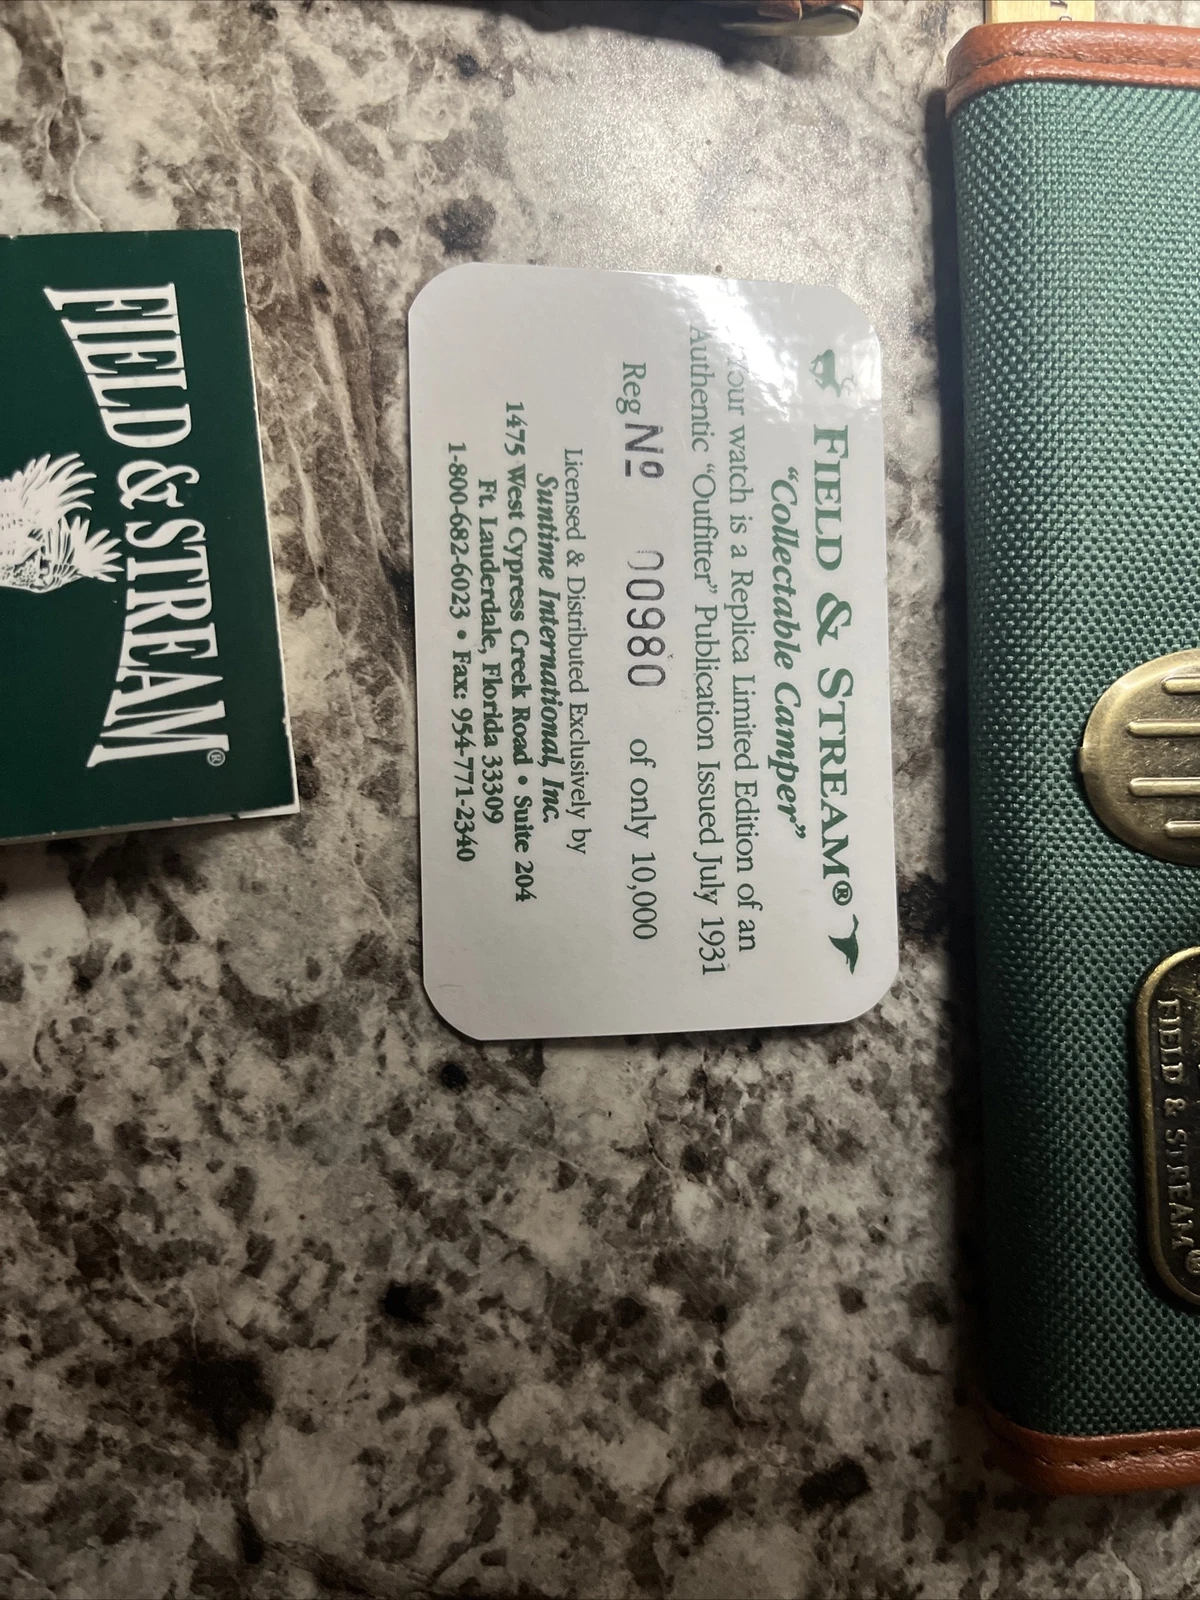 FIELD & STREAM®
FIELD & STREAM®
"Collectable Camper"
Your watch is a Replica Limited Edition of an
Authentic "Outfitter" Publication Issued July 1931
Reg Nº 00980 of only 10,000
Licensed & Distributed Exclusively by
Suntime International, Inc.
1475 West Cypress Creek Road • Suite 204
Ft. Lauderdale, Florida 33309
1-800-682-6023 • Fax: 954-771-2340
FIELD & STREAM®